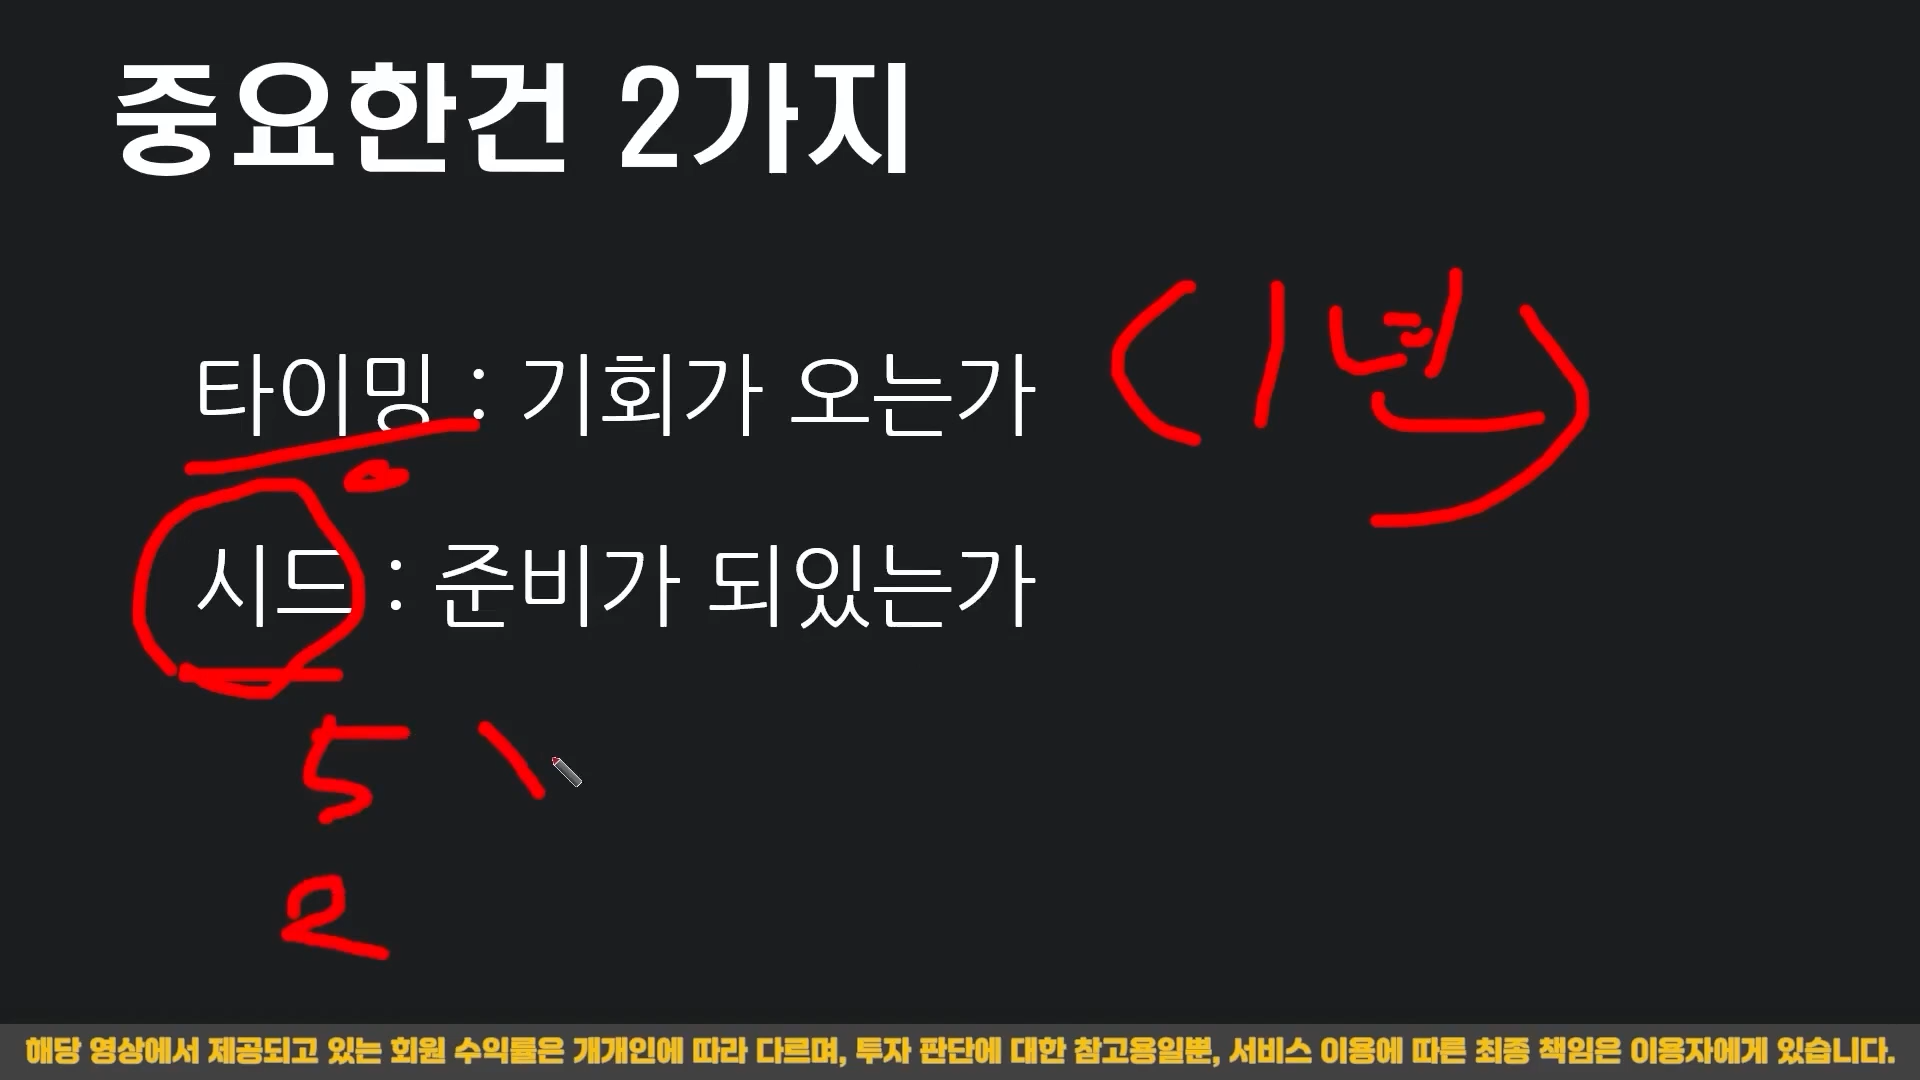 중요한건 2가지
타이밍 : 기회가 오는가 (1년)
시드 : 준비가 되있는가
5
2
해당 영상에서 제공되고 있는 회원 수익률은 개개인에 따라 다르며, 투자 판단에 대한 참고용일뿐, 서비스 이용에 따른 최종 책임은 이용자에게 있습니다.